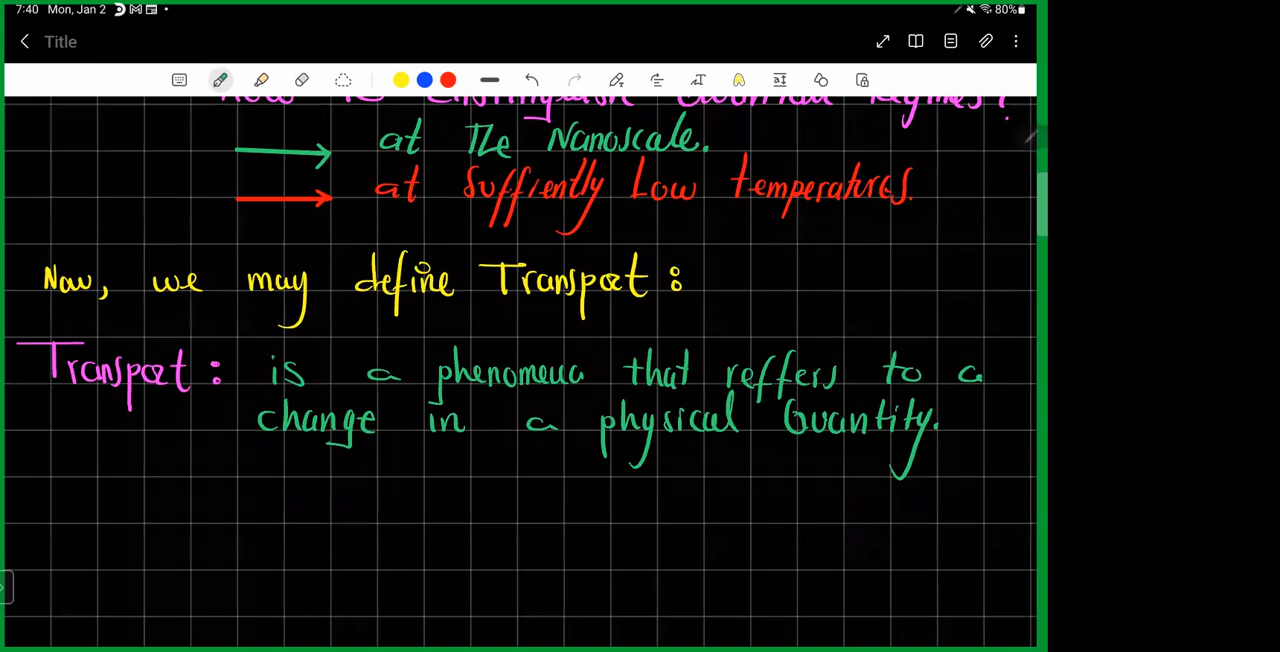 7:40 Mon, Jan 2
80%
Title
at The Nanoscale.
at Suffiently Low temperatures.
Now, we may define Transport:
Transport: is a phenomena that reffers to a
change in a physical Quantity.